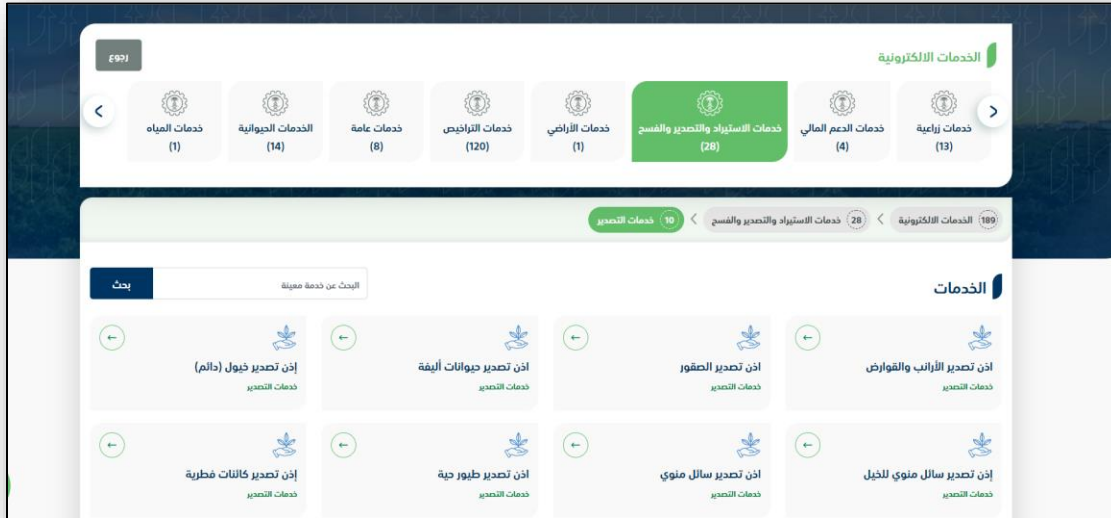 الخدمات الالكترونية
رجوع
خدمات زراعية
(13)
خدمات الدعم المالي
(4)
خدمات الاستيراد والتصدير والفسح
(28)
خدمات الأراضي
(1)
خدمات التراخيص
(120)
خدمات عامة
(8)
الخدمات الحيوانية
(14)
خدمات المياه
(1)
189 الخدمات الالكترونية > 28 خدمات الاستيراد والتصدير والفسح > 10 خدمات التصدير
الخدمات
البحث عن خدمة معينة
بحث
اذن تصدير الأرانب والقوارض
خدمات التصدير
اذن تصدير الصقور
خدمات التصدير
اذن تصدير حيوانات أليفة
خدمات التصدير
إذن تصدير خيول (دائم)
خدمات التصدير
إذن تصدير سائل منوي للخيل
خدمات التصدير
اذن تصدير سائل منوي
خدمات التصدير
اذن تصدير طيور حية
خدمات التصدير
إذن تصدير كائنات فطرية
خدمات التصدير